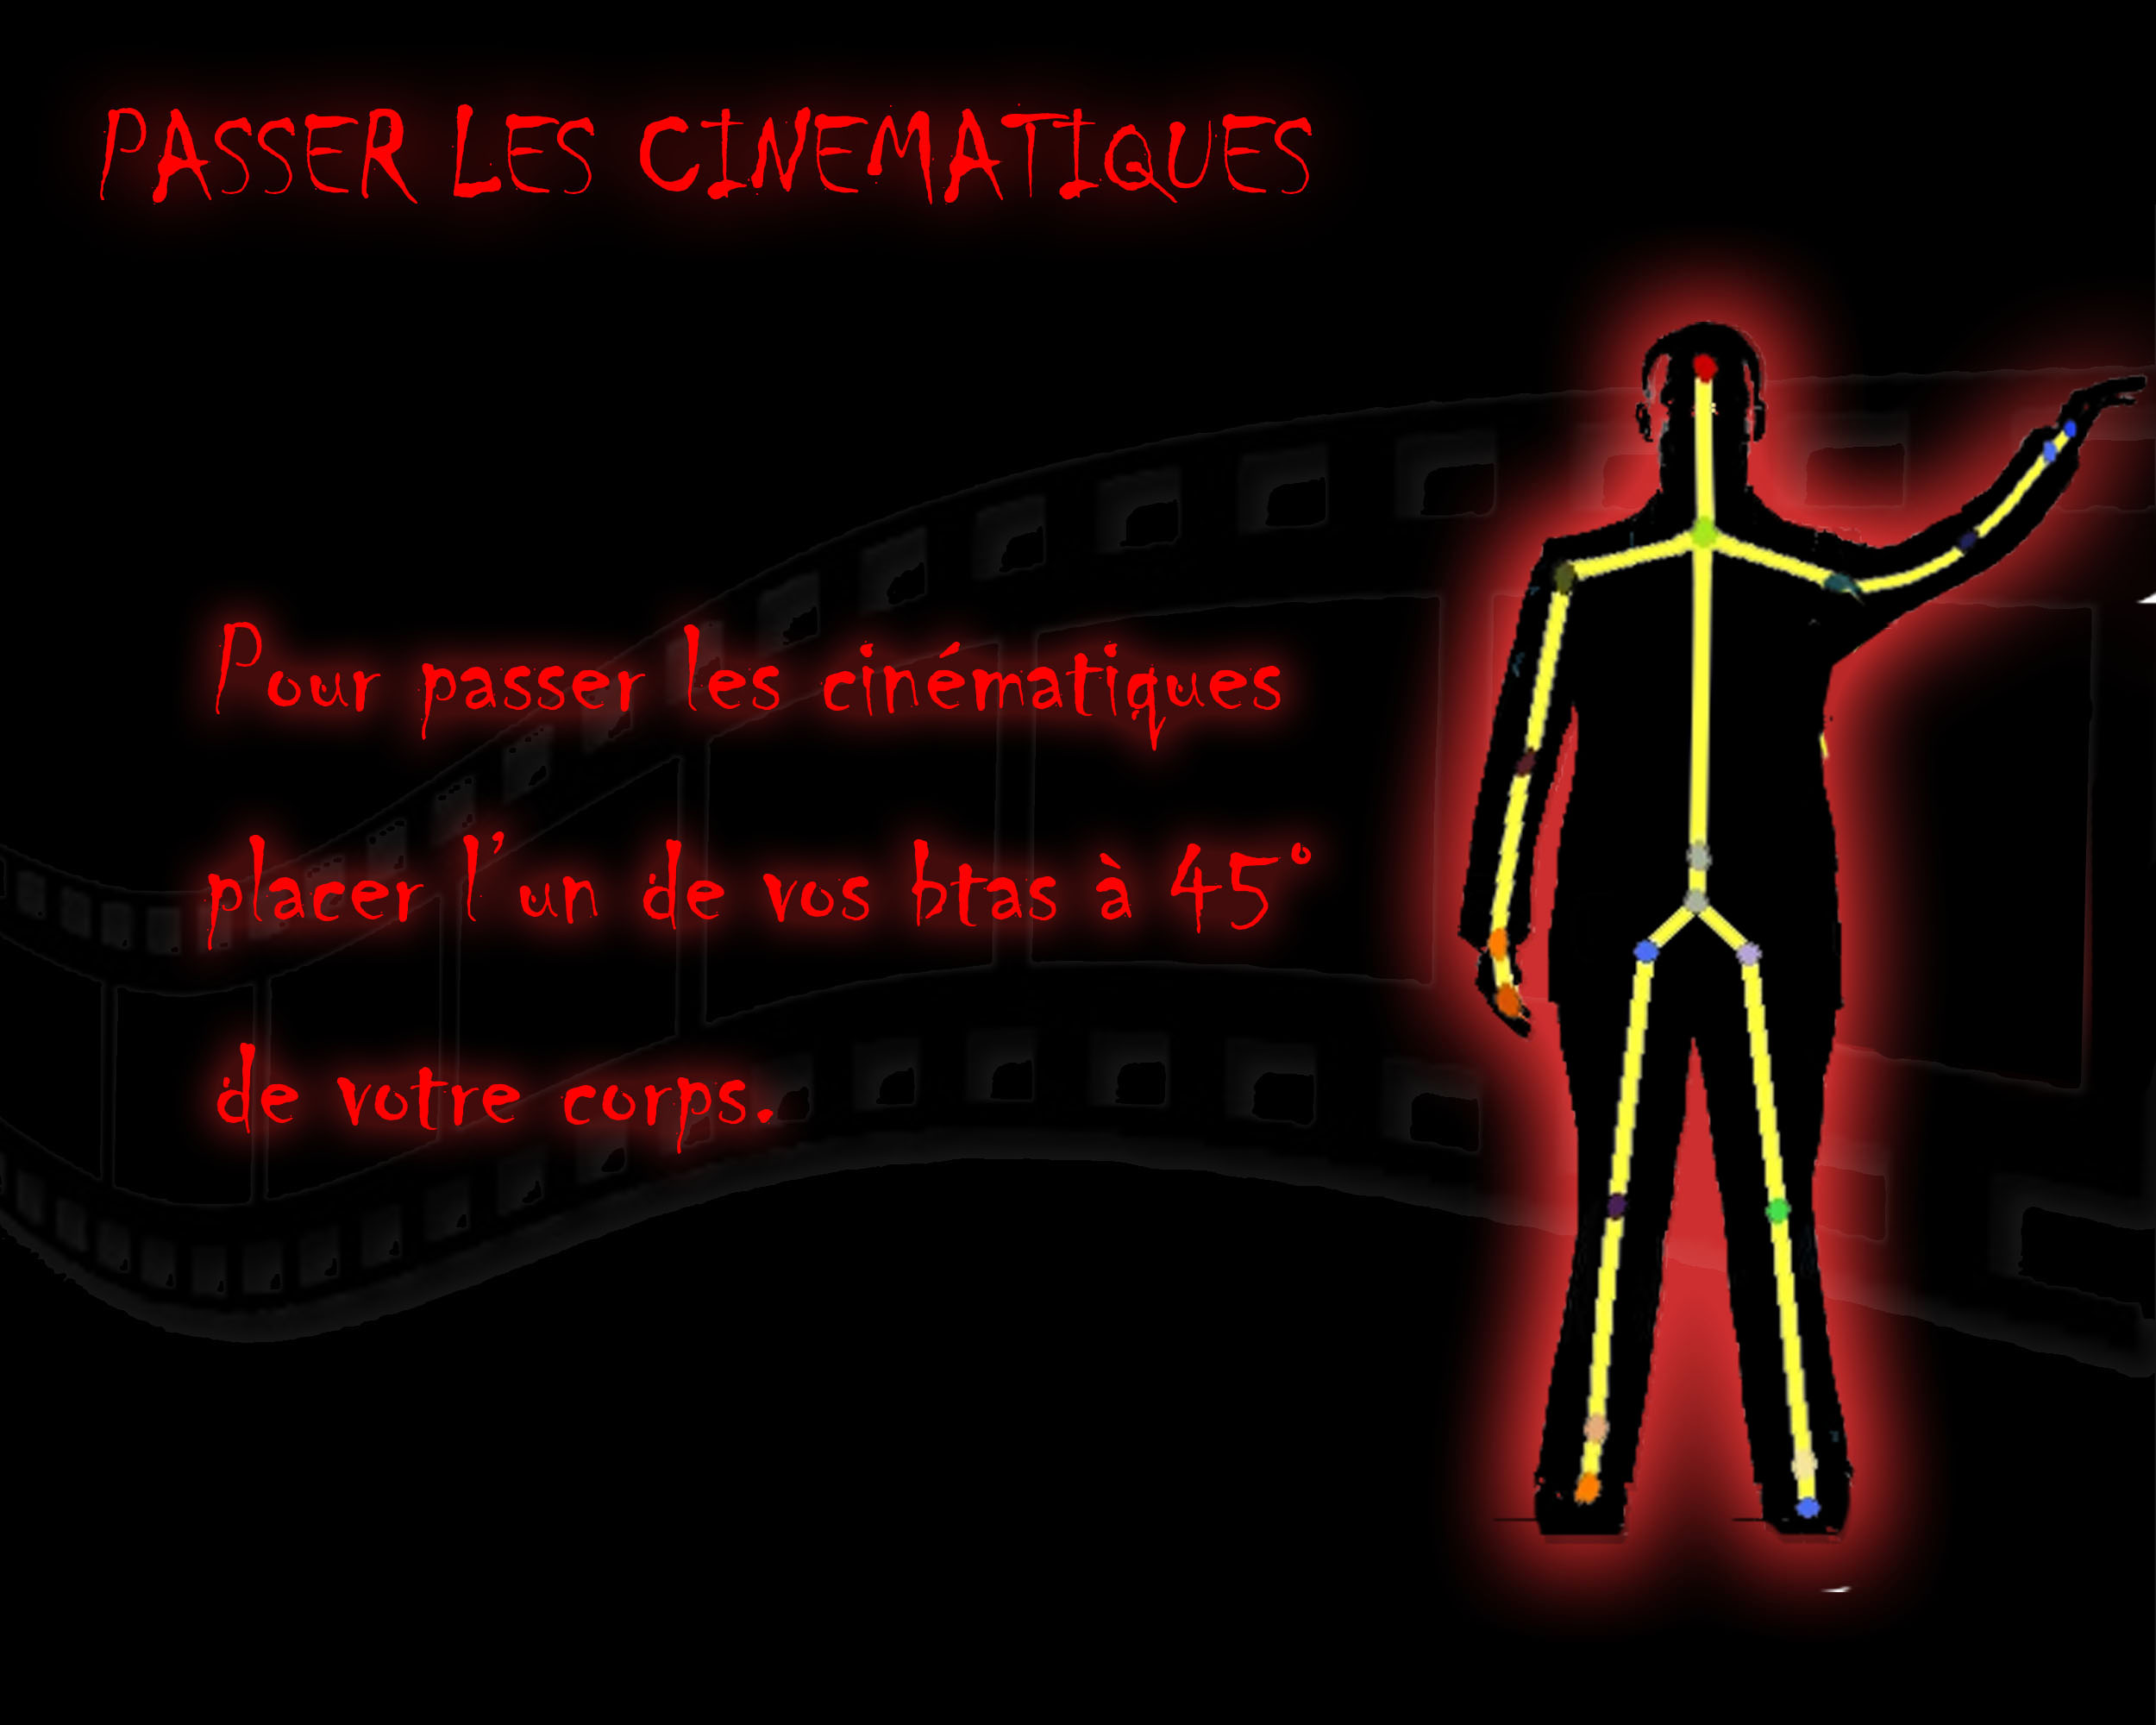 PASSER LES CINEMATIQUES
Pour passer les cinématiques
placer l'un de vos btas à 45°
de votre corps.